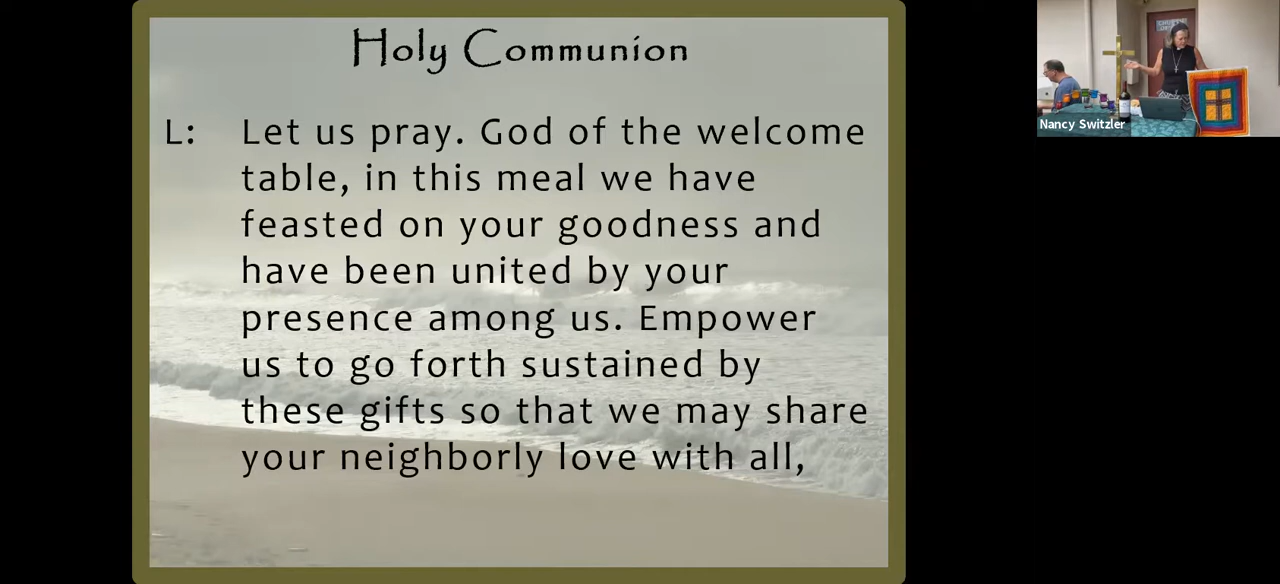 Holy Communion
L: Let us pray. God of the welcome
table, in this meal we have
feasted on your goodness and
have been united by your
presence among us. Empower
us to go forth sustained by
these gifts so that we may share
your neighborly love with all,
Nancy Switzler